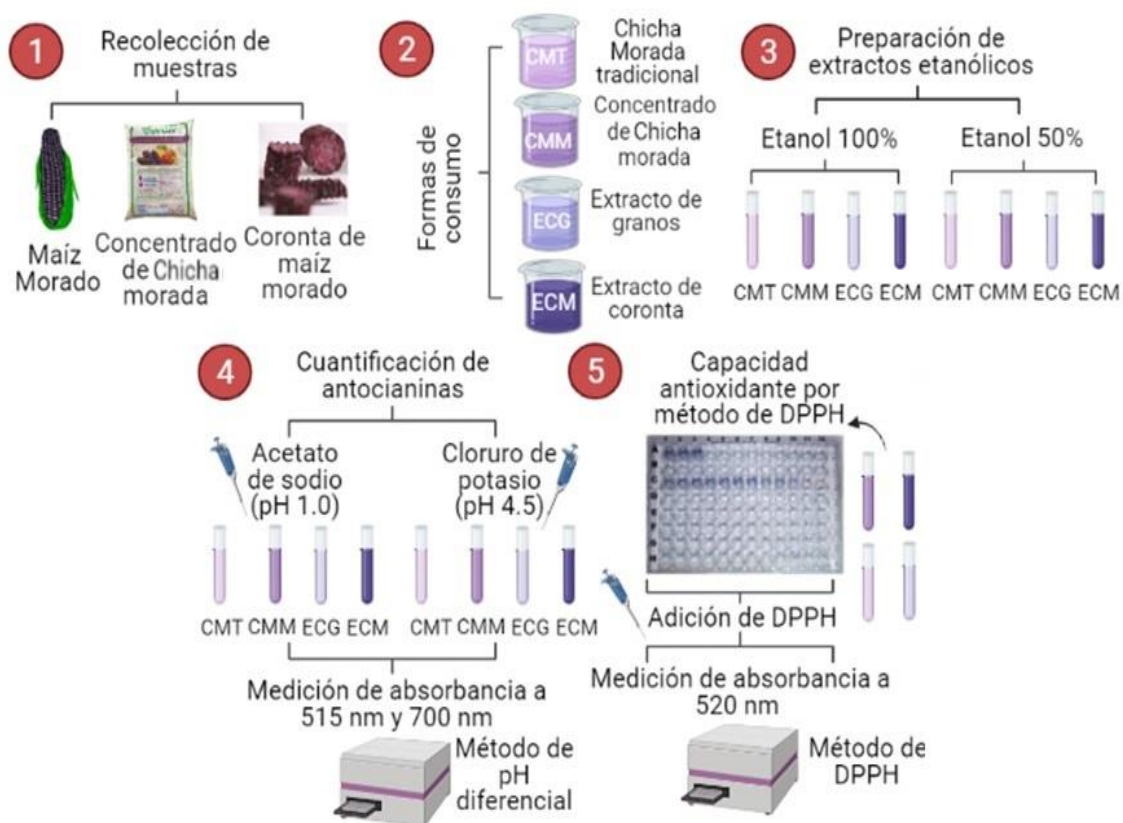 1
Recolección de
muestras
Maíz
Morado
Concentrado
de Chicha
morada
Coronta de
maíz
morado
2
Formas de
consumo
CMT
Chicha
Morada
tradicional
CMM
Concentrado
de Chicha
morada
ECG
Extracto de
granos
ECM
Extracto de
coronta
3
Preparación de
extractos etanólicos
Etanol 100%
Etanol 50%
CMT CMM ECG ECM
CMT CMM ECG ECM
4
Cuantificación de
antocianinas
Acetato
de sodio
(pH 1.0)
Cloruro de
potasio
(pH 4.5)
CMT CMM ECG ECM
CMT CMM ECG ECM
Medición de absorbancia a
515 nm y 700 nm
Método de
pH
diferencial
5
Capacidad
antioxidante por
método de DPPH
Adición de DPPH
Medición de absorbancia a
520 nm
Método de
DPPH